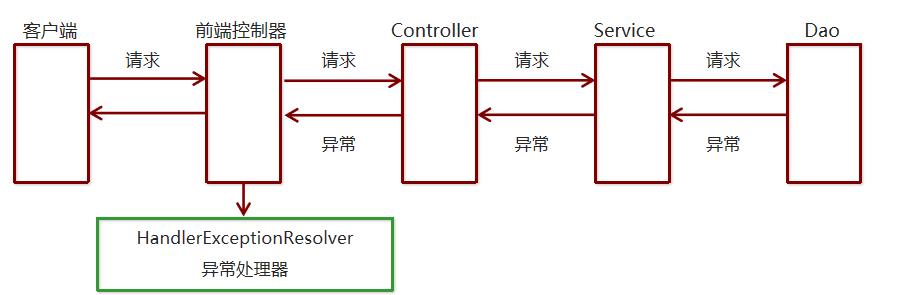 客户端
前端控制器
Controller
Service
Dao
请求
请求
请求
请求
异常
异常
异常
HandlerExceptionResolver
异常处理器